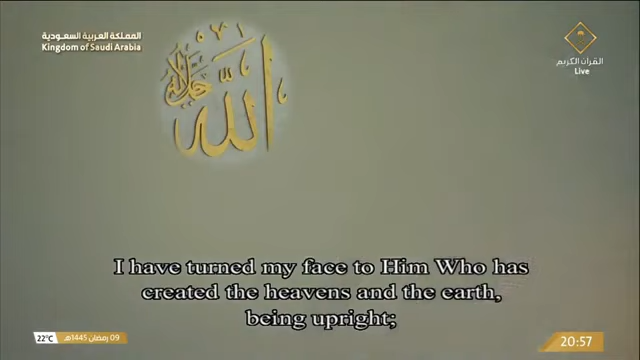 المملكة العربية السعودية
Kingdom of Saudi Arabia
القرآن الكريم
Live
الله
جل جلاله
I have turned my face to Him Who has
created the heavens and the earth,
being upright;
22°C
09 رمضان 1445هـ
20:57